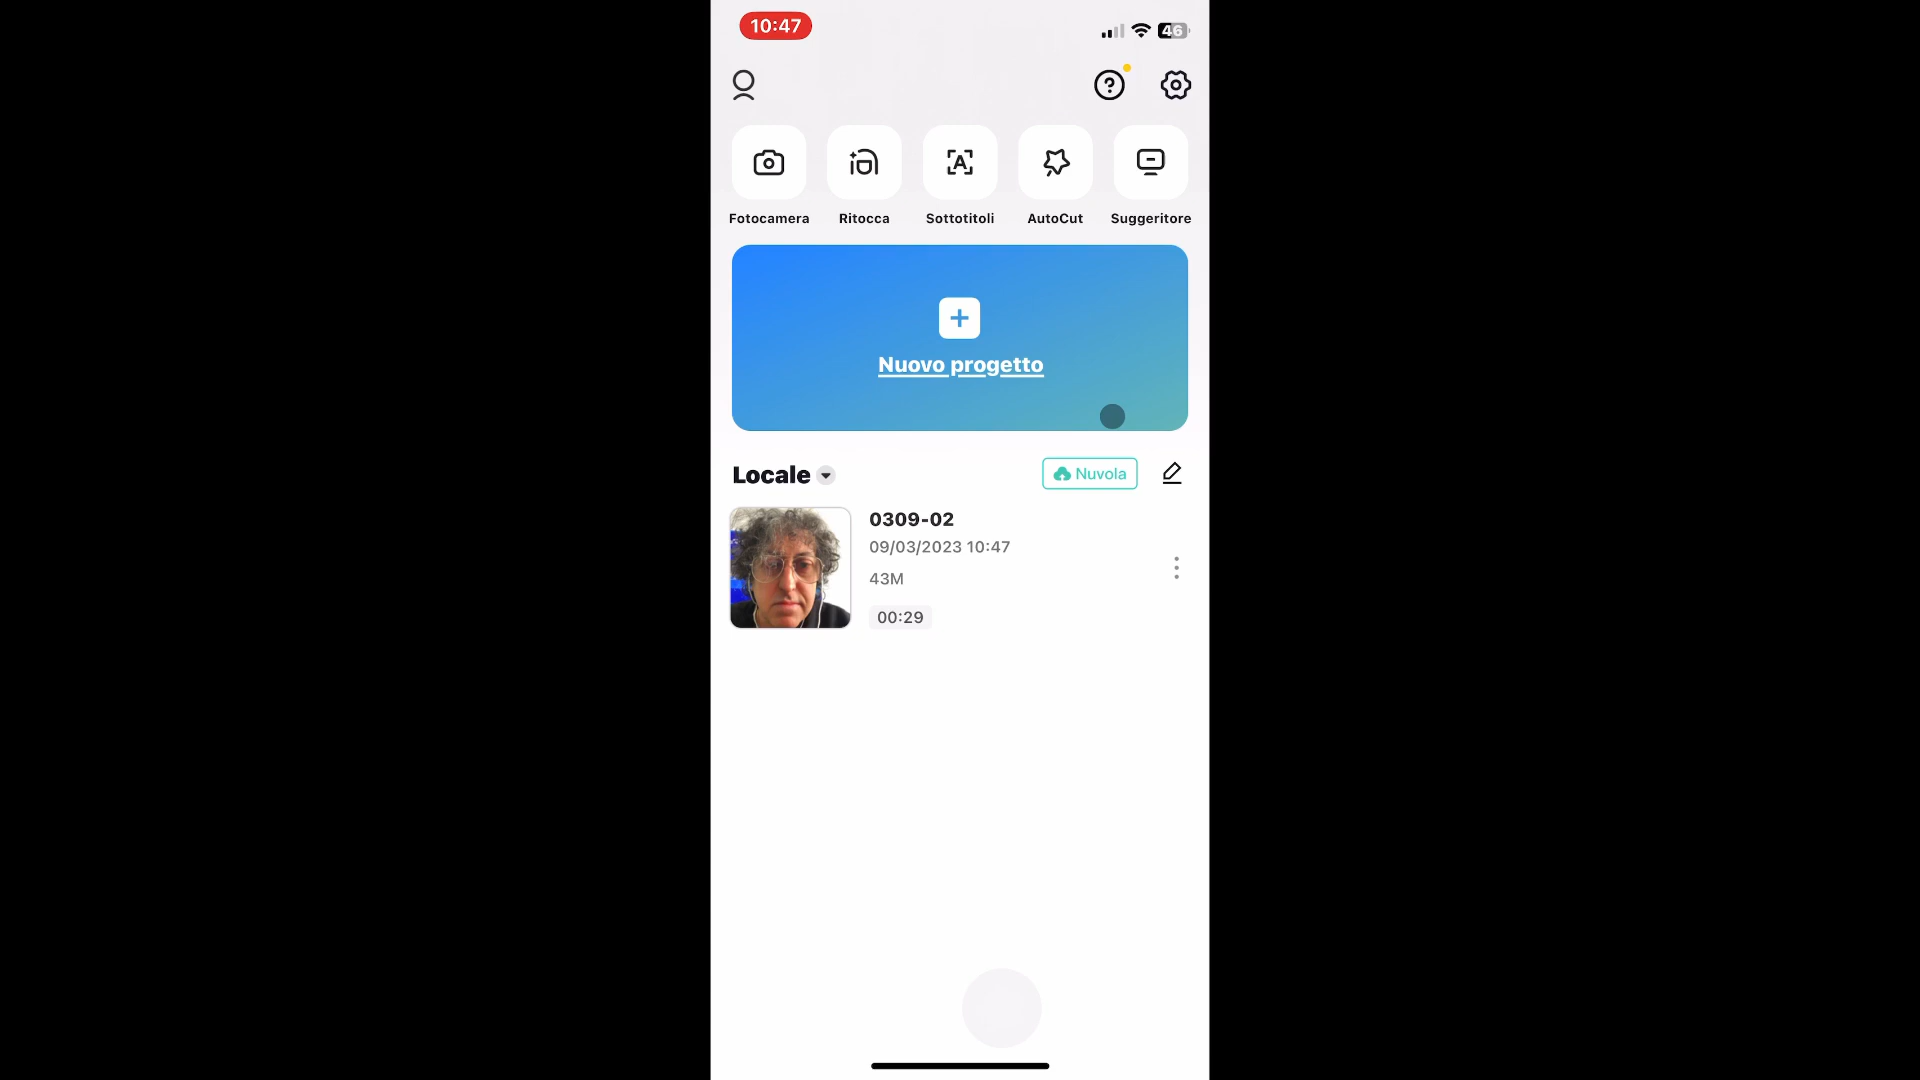 10:47
46
Fotocamera
Ritocca
Sottotitoli
AutoCut
Suggeritore
Nuovo progetto
Locale
Nuvola
0309-02
09/03/2023 10:47
43M
00:29